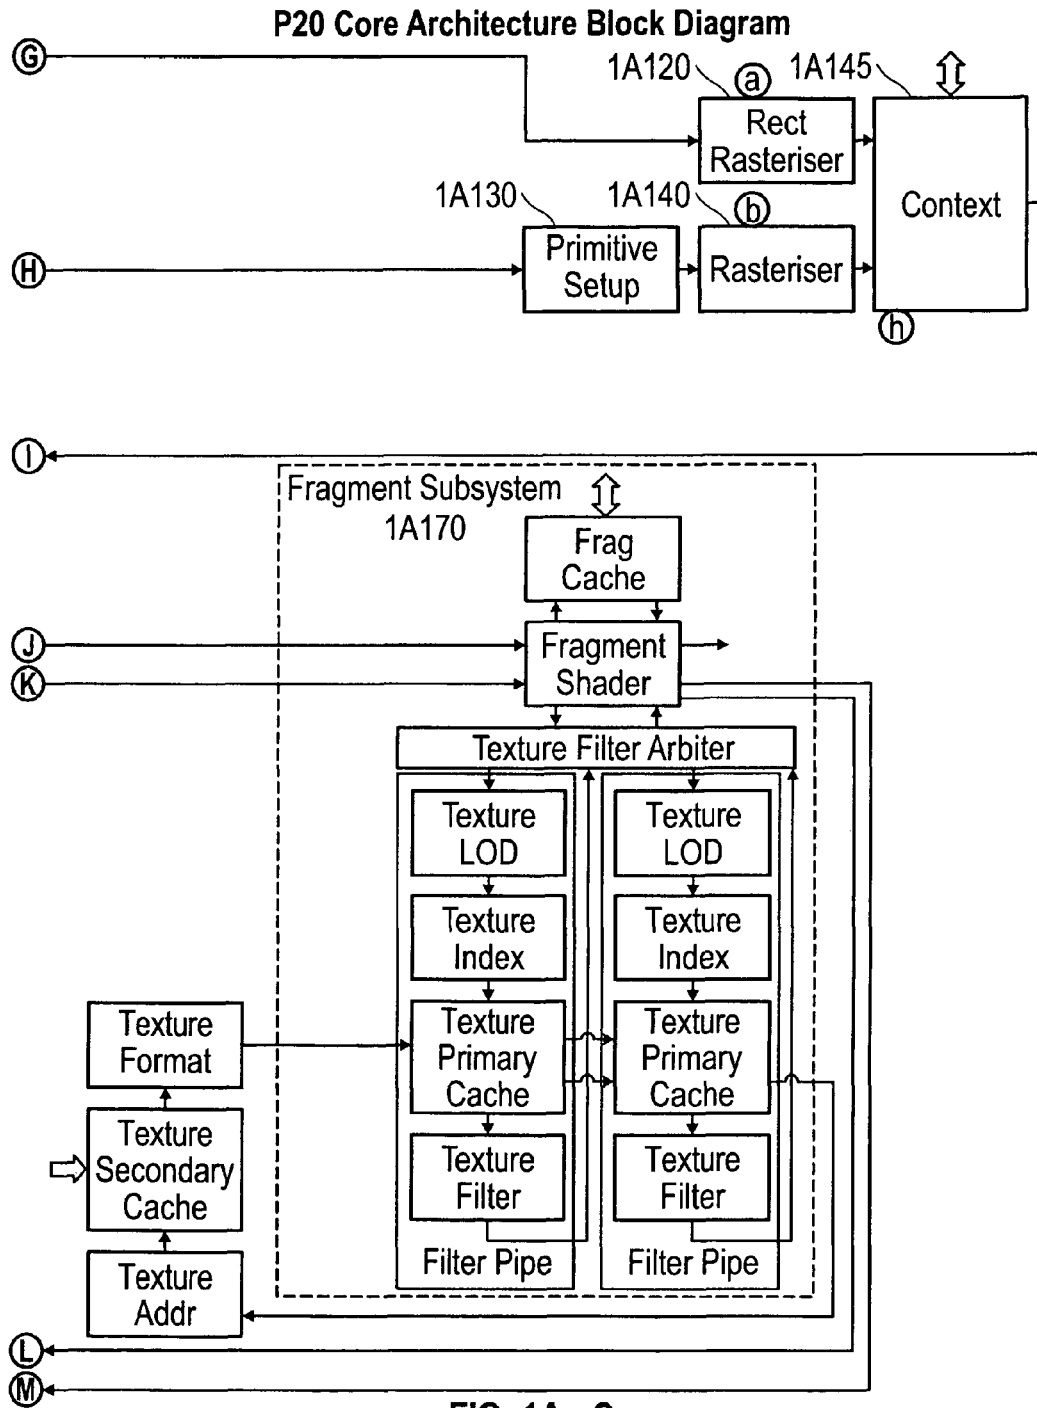 P20 Core Architecture Block Diagram
G
1A120
a
1A145
Rect
Rasteriser
Context
1A130
1A140
b
H
Primitive
Setup
Rasteriser
h
I
Fragment Subsystem
1A170
Frag
Cache
J
K
Fragment
Shader
Texture Filter Arbiter
Texture
LOD
Texture
LOD
Texture
Index
Texture
Index
Texture
Format
Texture
Primary
Cache
Texture
Primary
Cache
Texture
Secondary
Cache
Texture
Filter
Texture
Filter
Filter Pipe
Filter Pipe
Texture
Addr
L
M